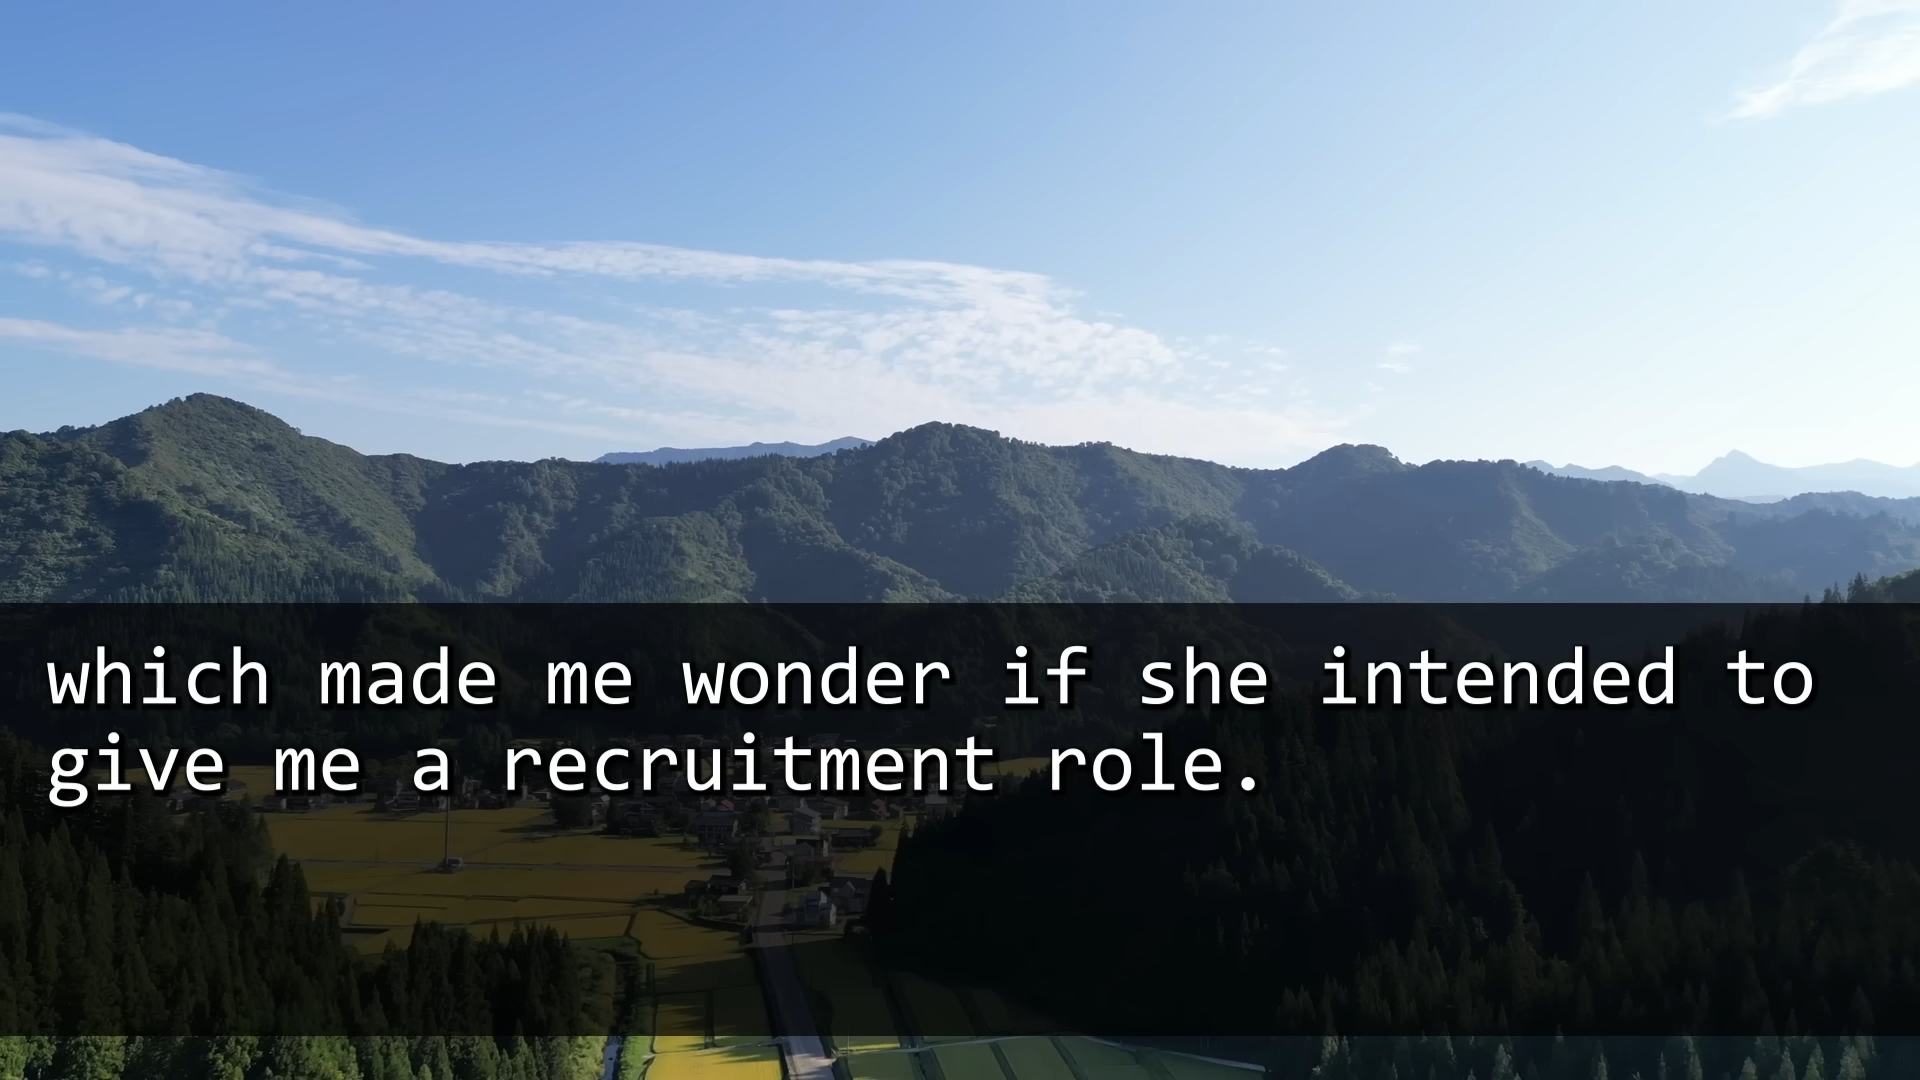 which made me wonder if she intended to
give me a recruitment role.